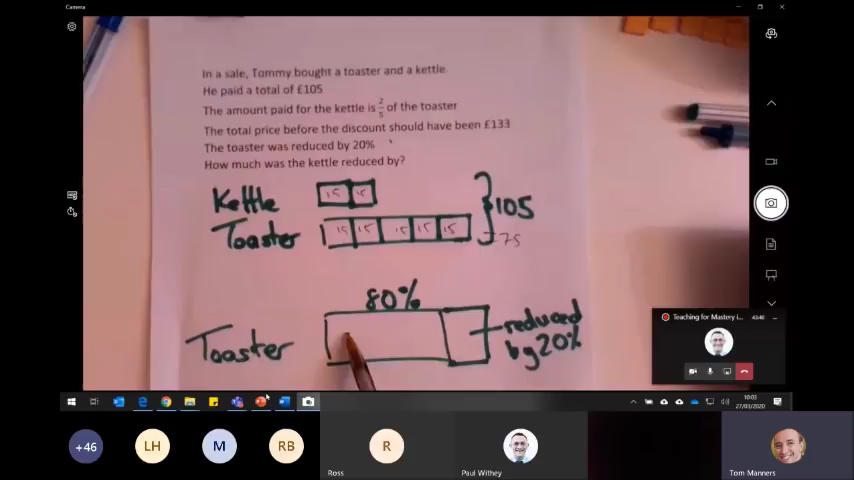 Camera
In a sale, Tommy bought a toaster and a kettle
He paid a total of £105
The amount paid for the kettle is 2/5 of the toaster
The total price before the discount should have been £133
The toaster was reduced by 20%
How much was the kettle reduced by?
Kettle 15 15
105
Toaster 15 15 15 15 15
75
80%
Toaster
reduced
by 20%
Teaching for Mastery i...
43:40
10:03
27/03/2020
+46
LH
M
RB
R
Ross
Paul Withey
Tom Manners